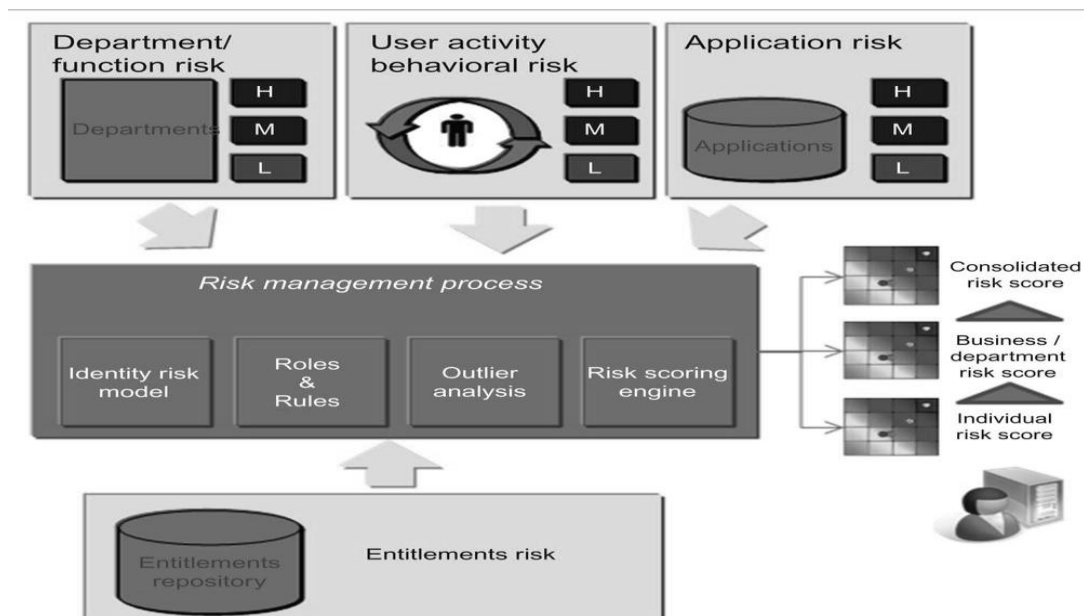 Department/
function risk
Departments
H
M
L
User activity
behavioral risk
H
M
L
Application risk
Applications
H
M
L
Risk management process
Identity risk
model
Roles
&
Rules
Outlier
analysis
Risk scoring
engine
Consolidated
risk score
Business /
department
risk score
Individual
risk score
Entitlements
repository
Entitlements risk